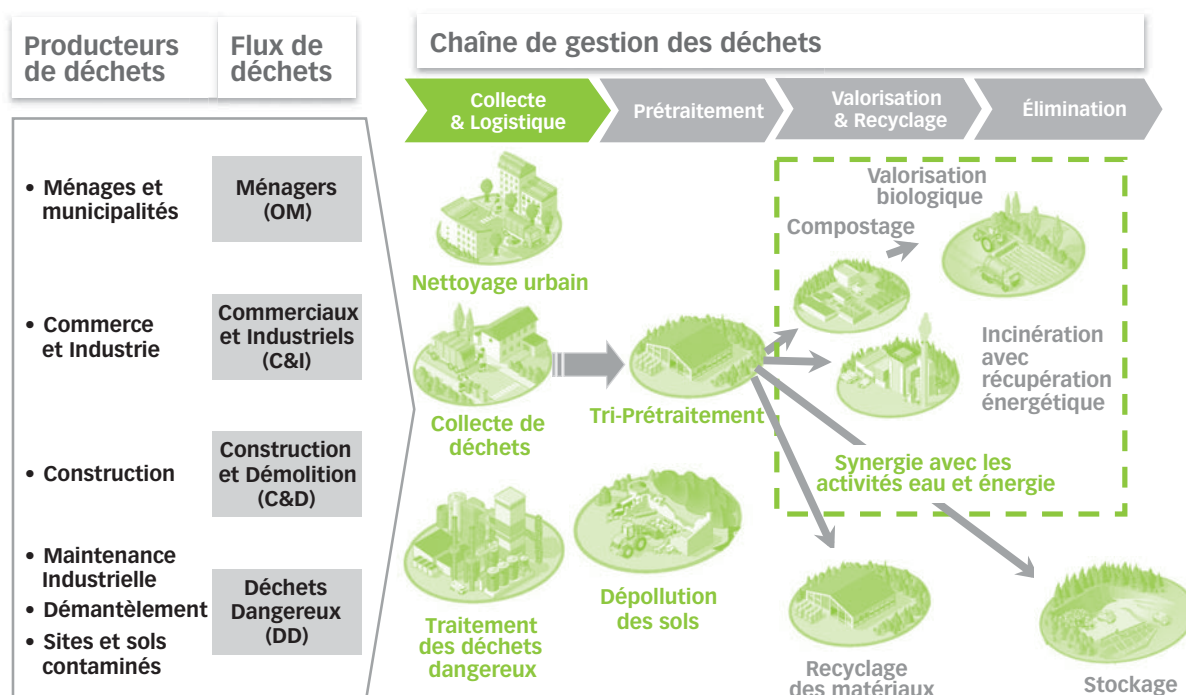 Producteurs
de déchets
Flux de
déchets
Chaîne de gestion des déchets
Collecte
& Logistique
Prétraitement
Valorisation
& Recyclage
Élimination
• Ménages et
municipalités
Ménagers
(OM)
• Commerce
et Industrie
Commerciaux
et Industriels
(C&I)
• Construction
Construction
et Démolition
(C&D)
• Maintenance
Industrielle
• Démantèlement
• Sites et sols
contaminés
Déchets
Dangereux
(DD)
Nettoyage urbain
Collecte de
déchets
Traitement
des déchets
dangereux
Tri-Prétraitement
Dépollution
des sols
Valorisation
biologique
Compostage
Incinération
avec
récupération
énergétique
Synergie avec les
activités eau et énergie
Recyclage
des matériaux
Stockage